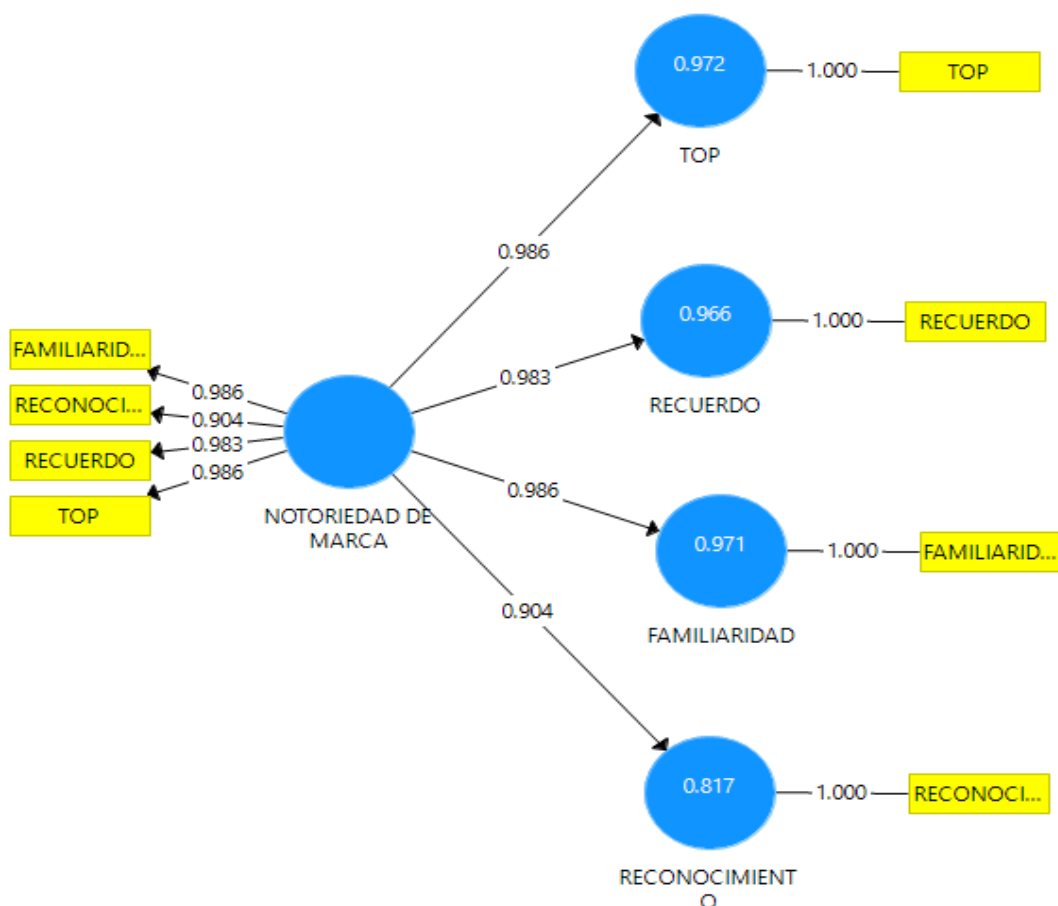 0.972
1.000
TOP
TOP
0.986
0.966
1.000
RECUERDO
RECUERDO
0.983
FAMILIARID...
RECONOCI...
RECUERDO
TOP
0.986
0.904
0.983
0.986
NOTORIEDAD DE
MARCA
0.986
0.971
1.000
FAMILIARID...
FAMILIARIDAD
0.904
0.817
1.000
RECONOCI...
RECONOCIMIENT
O